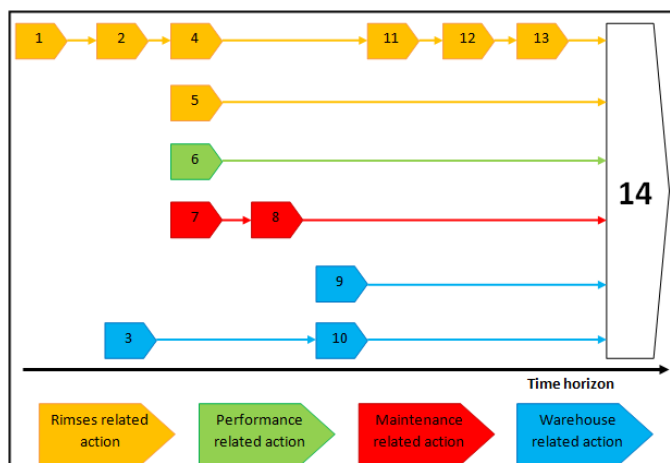 1 2 4 11 12 13
5
6
14
7 8
9
3 10
Time horizon
Rimses related
action
Performance
related action
Maintenance
related action
Warehouse
related action